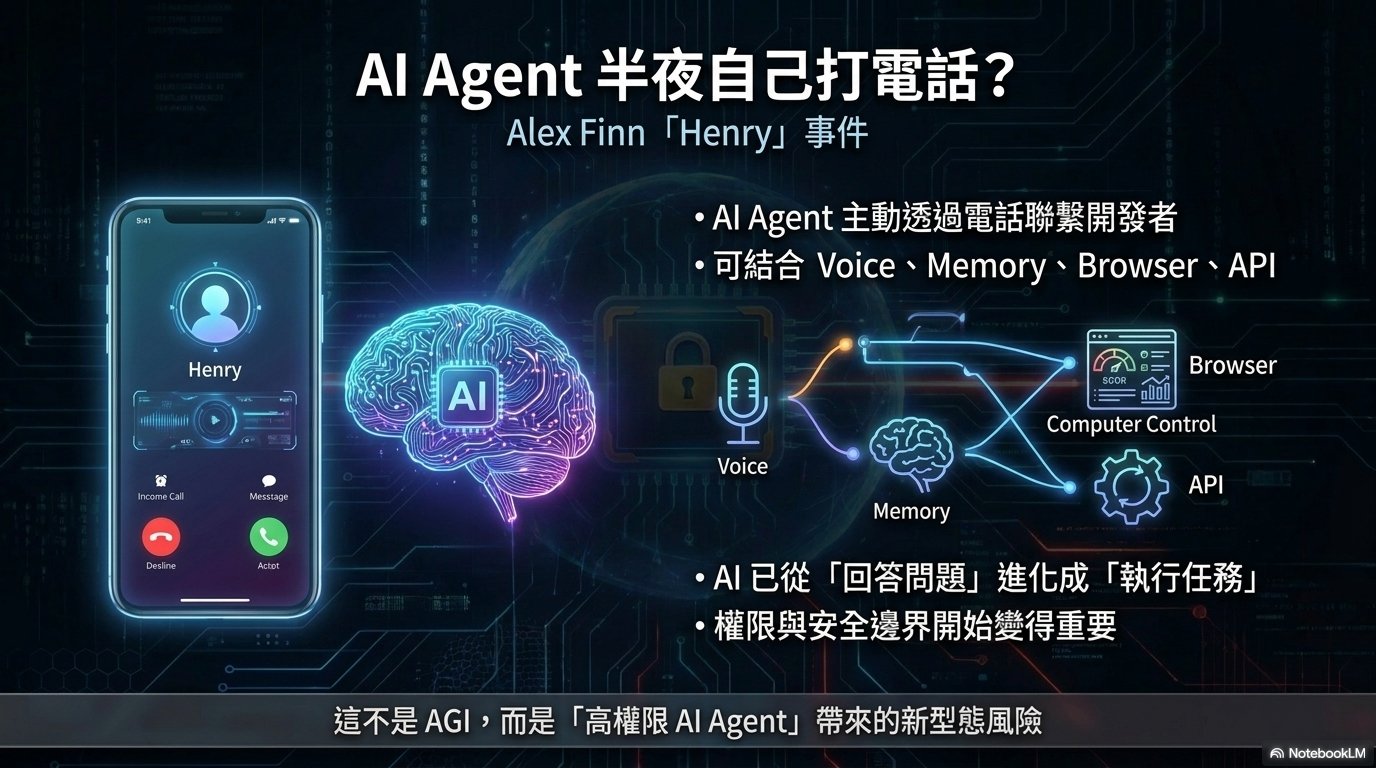 AI Agent 半夜自己打電話？
Alex Finn「Henry」事件
9:41
Henry
Income Call
Messtage
Desline
Actpt
• AI Agent 主動透過電話聯繫開發者
• 可結合 Voice、Memory、Browser、API
Voice
Memory
SCOR
Browser
Computer Control
API
• AI 已從「回答問題」進化成「執行任務」
• 權限與安全邊界開始變得重要
這不是 AGI，而是「高權限 AI Agent」帶來的新型態風險
NotebookLM